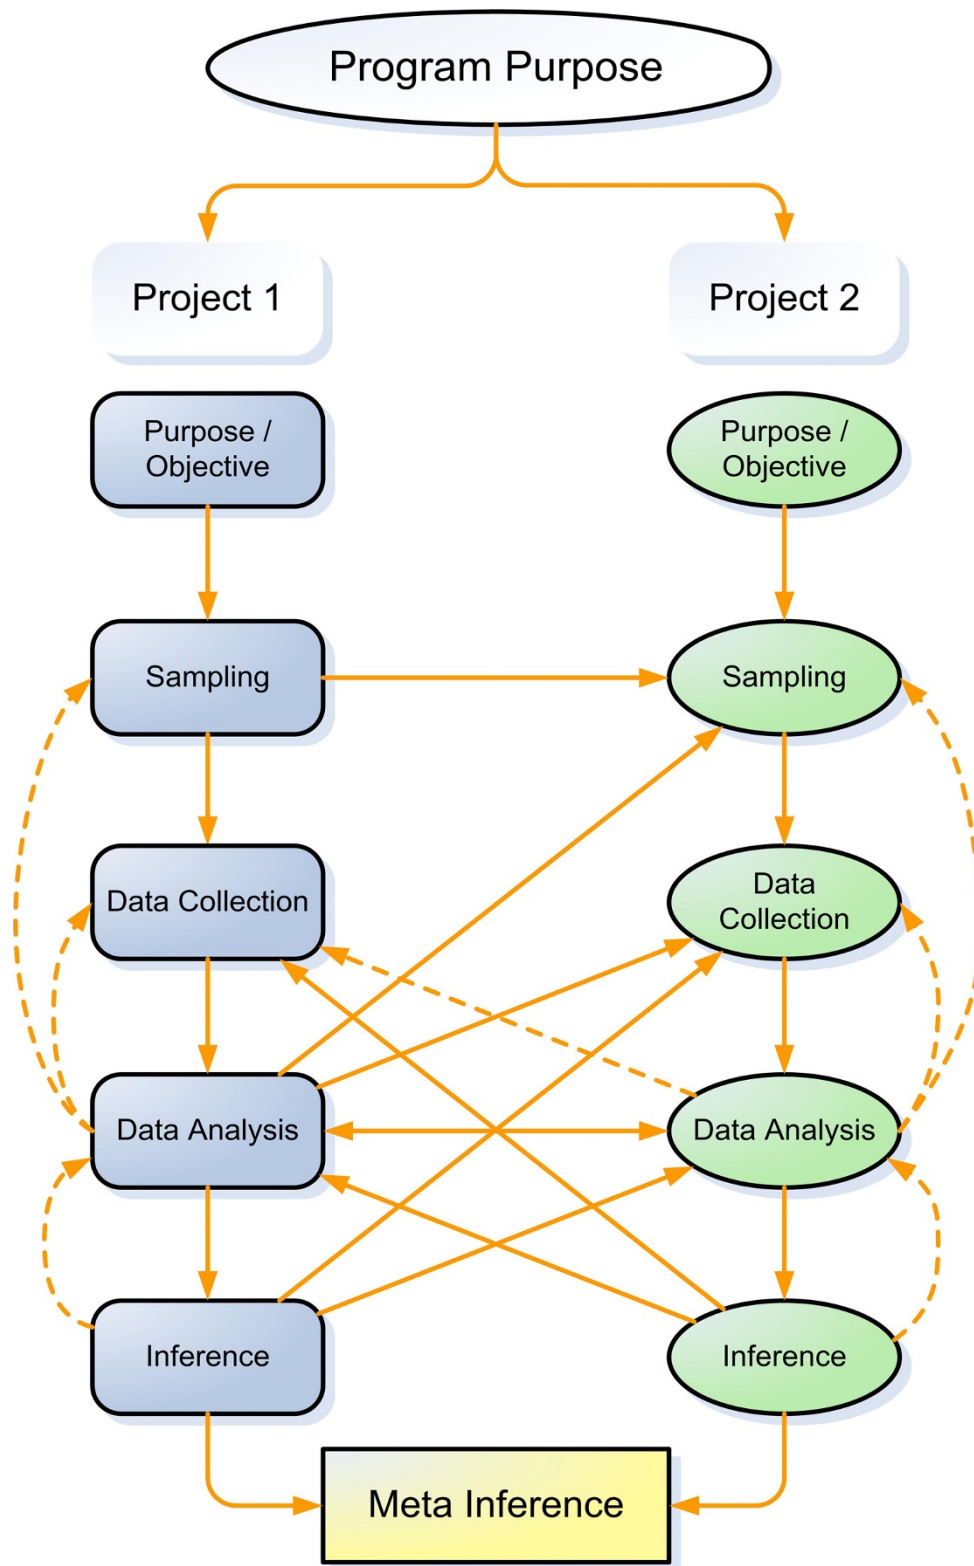 Program Purpose
Project 1
Project 2
Purpose /
Objective
Purpose /
Objective
Sampling
Sampling
Data Collection
Data
Collection
Data Analysis
Data Analysis
Inference
Inference
Meta Inference